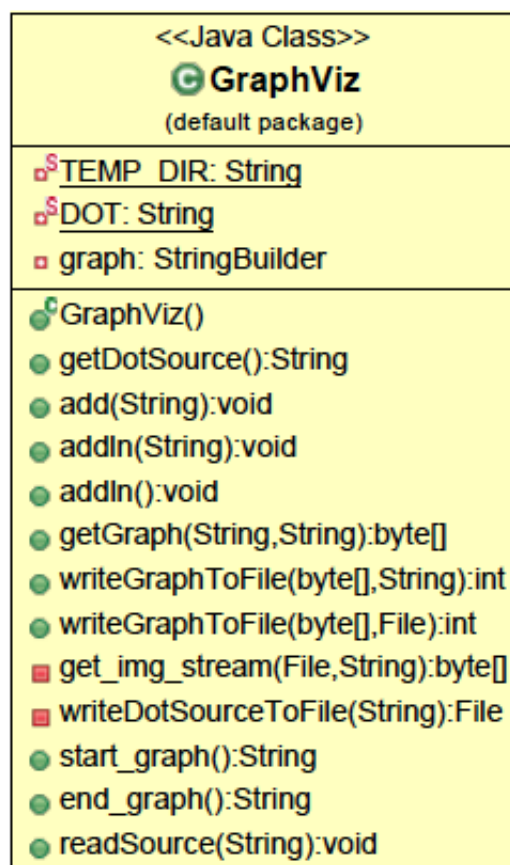 <<Java Class>>
C GraphViz
(default package)
S TEMP_DIR: String
S DOT: String
graph: StringBuilder
C GraphViz()
getDotSource():String
add(String):void
addln(String):void
addln():void
getGraph(String,String):byte[]
writeGraphToFile(byte[],String):int
writeGraphToFile(byte[],File):int
get_img_stream(File,String):byte[]
writeDotSourceToFile(String):File
start_graph():String
end_graph():String
readSource(String):void